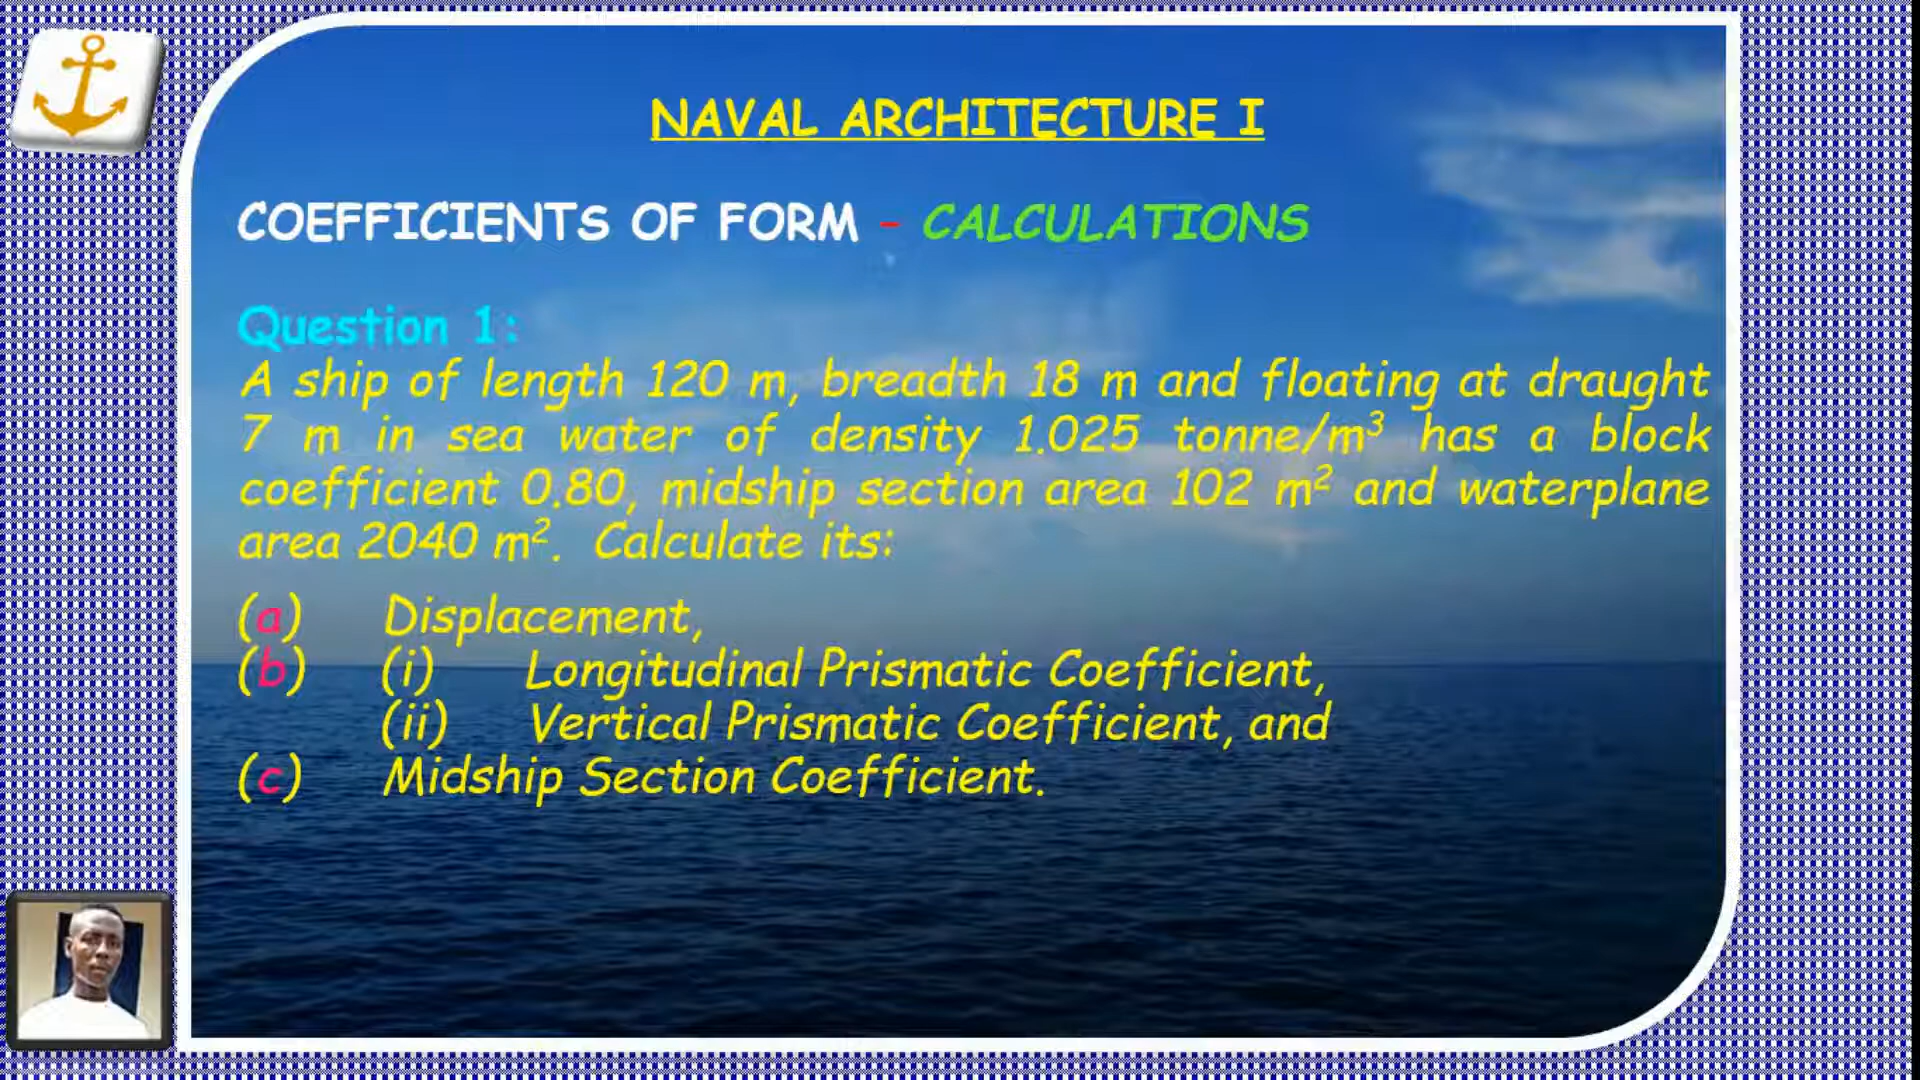 NAVAL ARCHITECTURE I
COEFFICIENTs OF FORM - CALCULATIONS
Question 1:
A ship of length 120 m, breadth 18 m and floating at draught
7 m in sea water of density 1.025 tonne/m³ has a block
coefficient 0.80, midship section area 102 m² and waterplane
area 2040 m². Calculate its:
(a) Displacement,
(b) (i) Longitudinal Prismatic Coefficient,
(ii) Vertical Prismatic Coefficient, and
(c) Midship Section Coefficient.